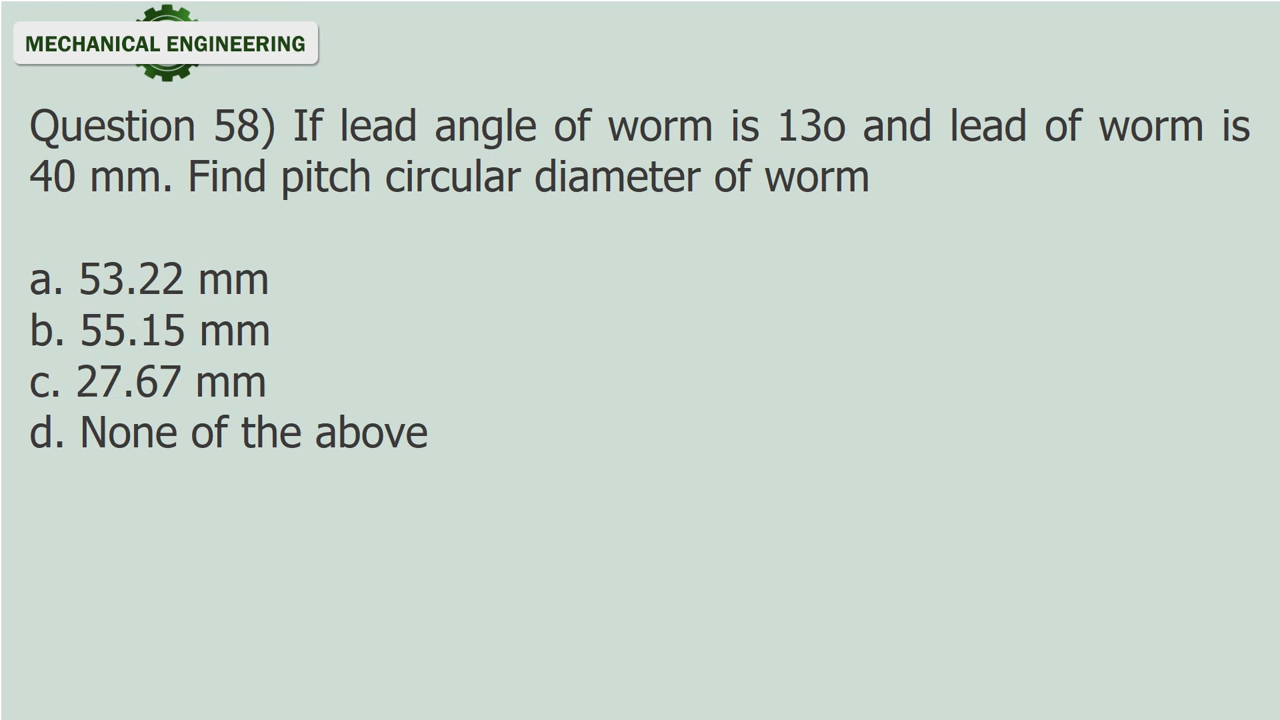 MECHANICAL ENGINEERING
Question 58) If lead angle of worm is 13o and lead of worm is
40 mm. Find pitch circular diameter of worm
a. 53.22 mm
b. 55.15 mm
c. 27.67 mm
d. None of the above